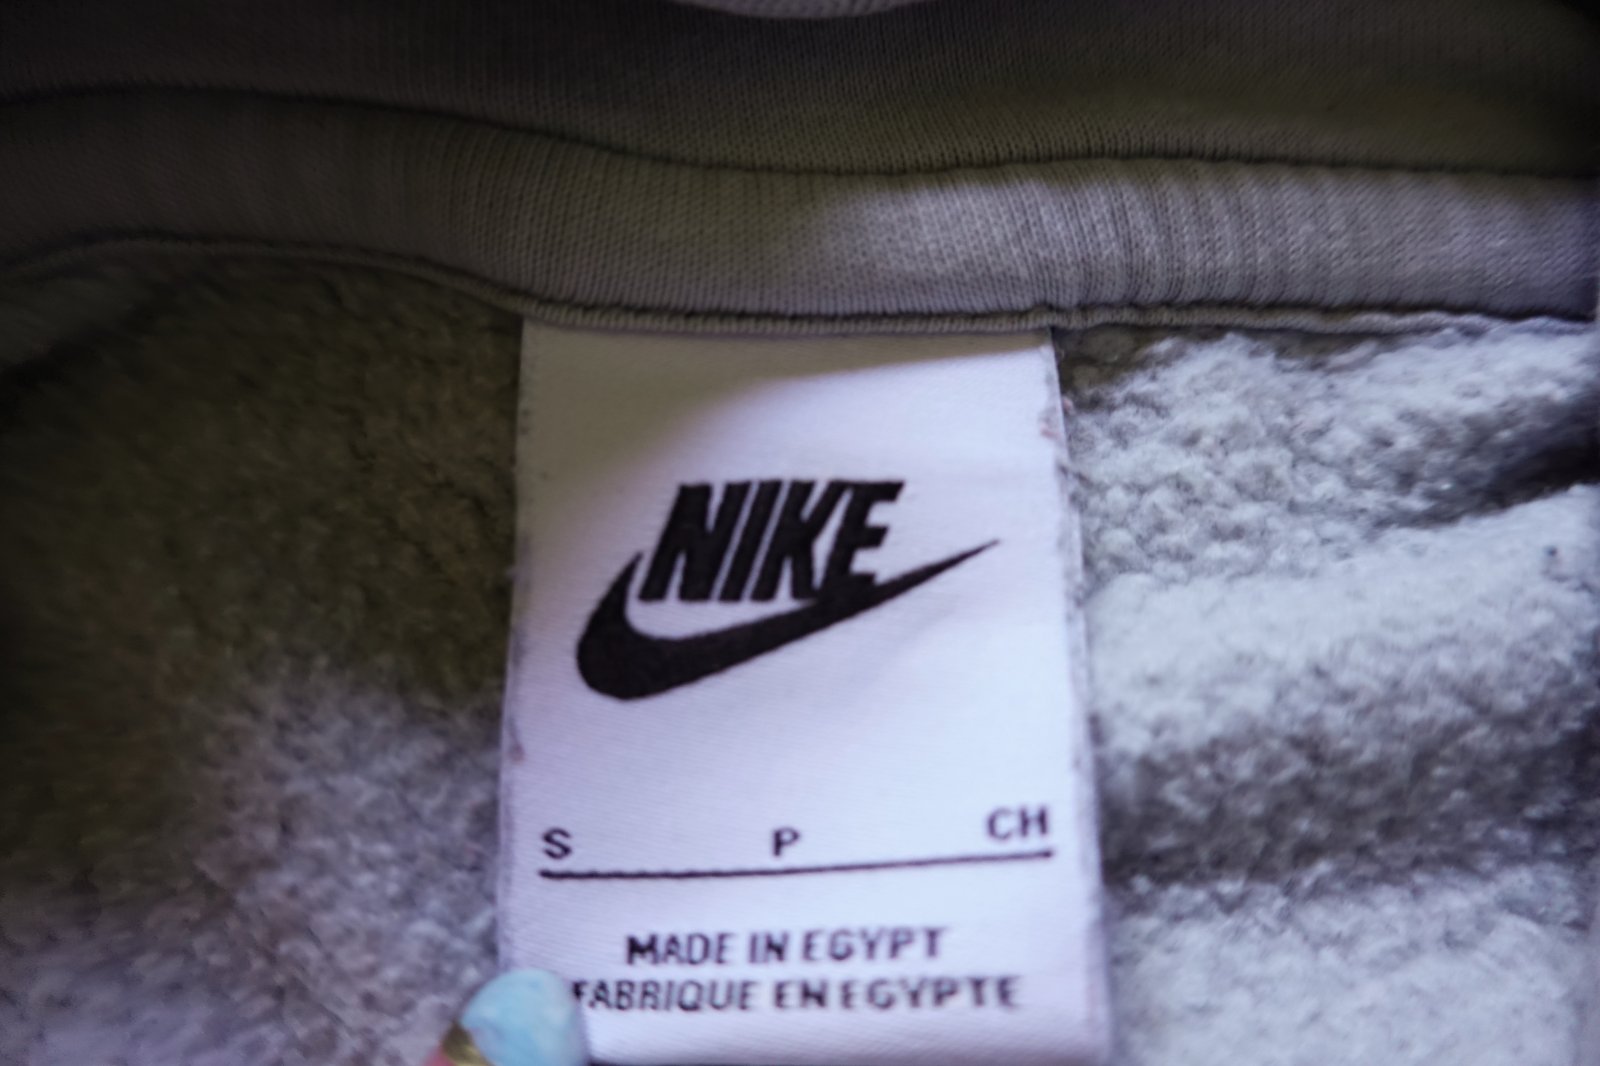 NIKE
S P CH
MADE IN EGYPT
FABRIQUE EN EGYPTE